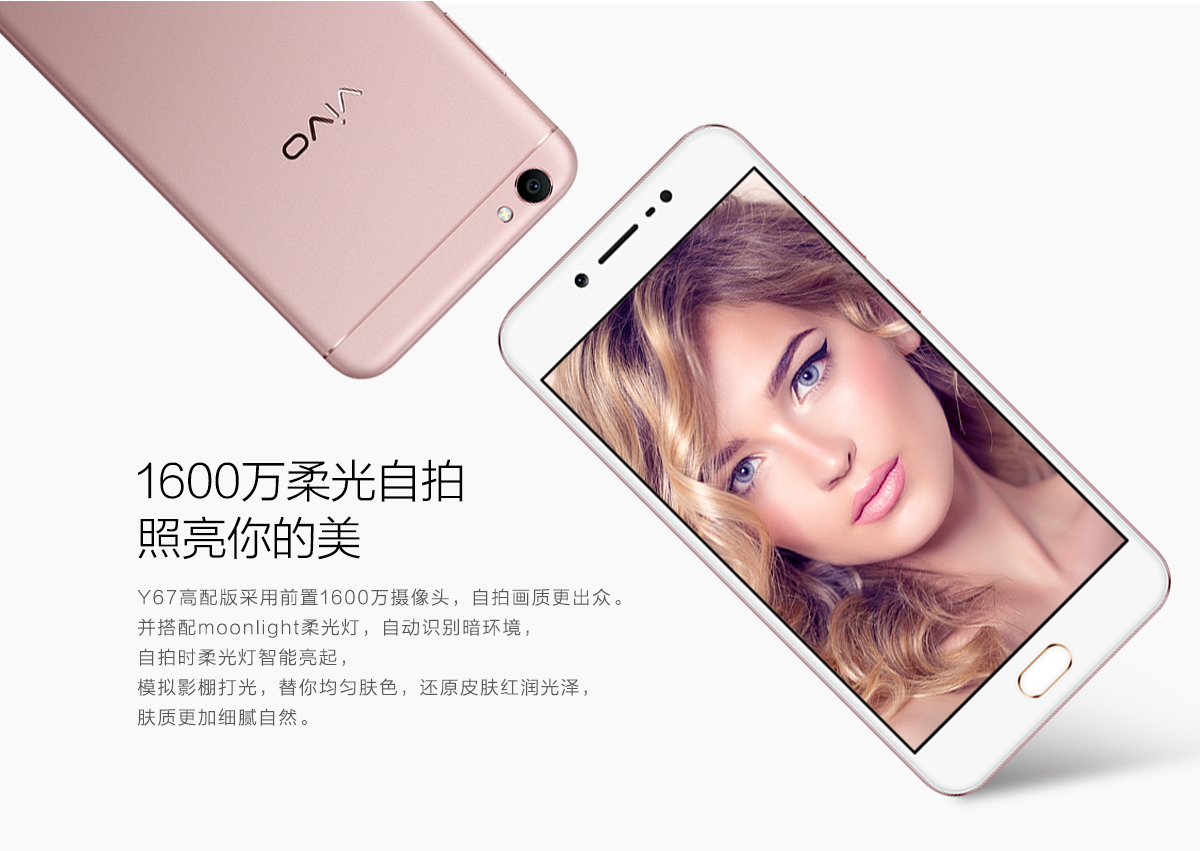 vivo
1600万柔光自拍
照亮你的美
Y67高配版采用前置1600万摄像头，自拍画质更出众。
并搭配moonlight柔光灯，自动识别暗环境，
自拍时柔光灯智能亮起，
模拟影棚打光，替你均匀肤色，还原皮肤红润光泽，
肤质更加细腻自然。